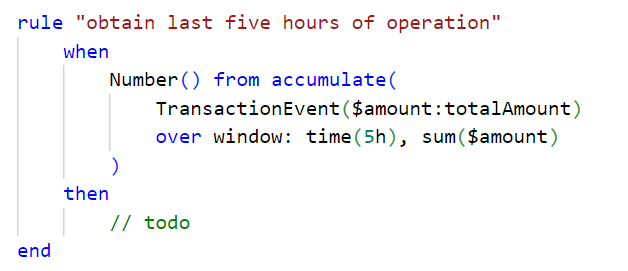 rule "obtain last five hours of operation"
    when
        Number() from accumulate(
            TransactionEvent($amount:totalAmount)
            over window: time(5h), sum($amount)
        )
    then
        // todo
end